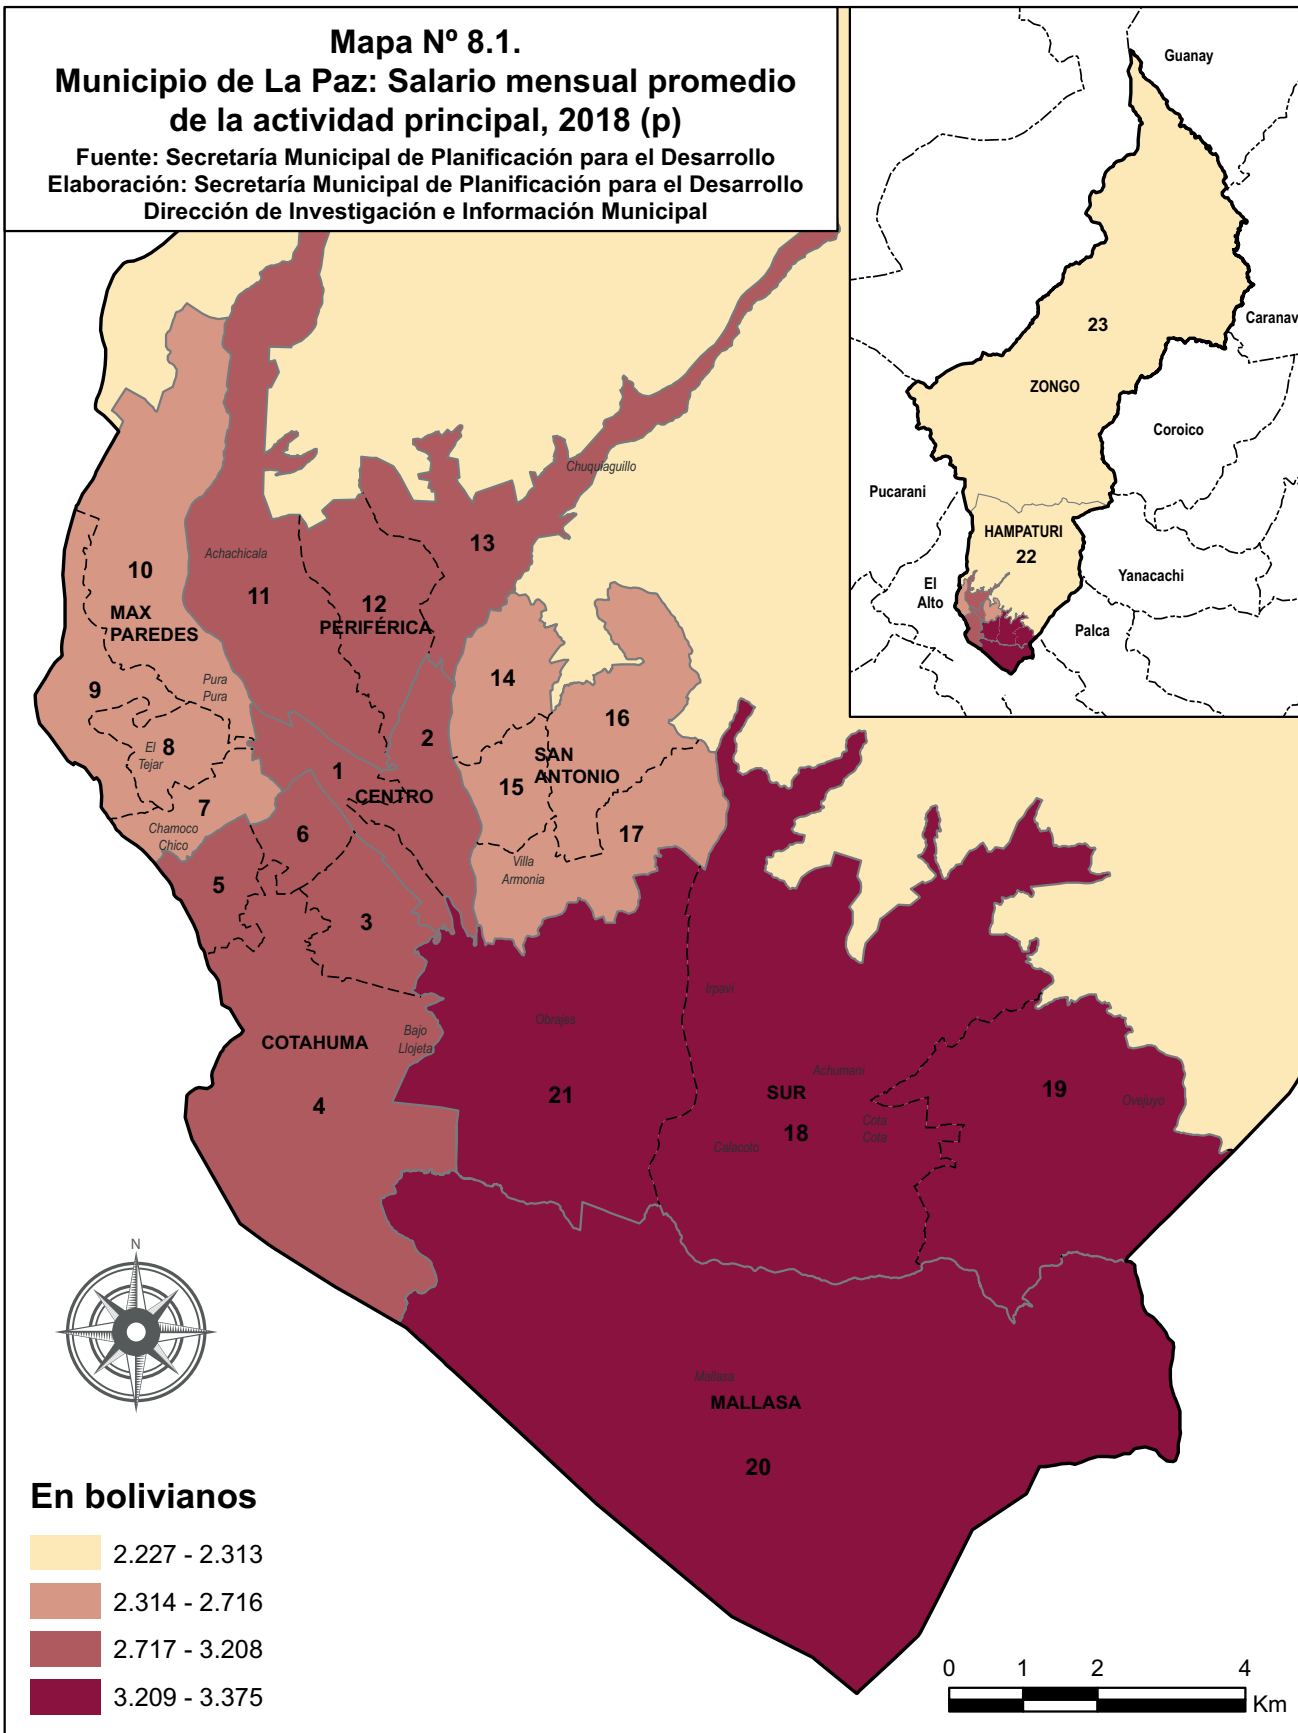 Mapa Nº 8.1.
Municipio de La Paz: Salario mensual promedio
de la actividad principal, 2018 (p)
Fuente: Secretaría Municipal de Planificación para el Desarrollo
Elaboración: Secretaría Municipal de Planificación para el Desarrollo
Dirección de Investigación e Información Municipal
Guanay
23
Caranav
ZONGO
Coroico
Pucarani
HAMPATURI
22
El
Alto
Yanacachi
Palca
Chuquiaguillo
13
Achachicala
10
11
12
MAX
PAREDES
PERIFÉRICA
Pura
Pura
9
14
16
2
El
Tejar
8
1
SAN
ANTONIO
15
CENTRO
7
6
17
Chamoco
Chico
Villa
Armonia
5
3
Irpavi
Obrajes
Bajo
Llojeta
COTAHUMA
Achumani
SUR
19
21
Ovejuyo
4
Cota
Cota
18
Calacoto
N
Mallasa
MALLASA
20
En bolivianos
2.227 - 2.313
2.314 - 2.716
2.717 - 3.208
3.209 - 3.375
0 1 2 4
Km